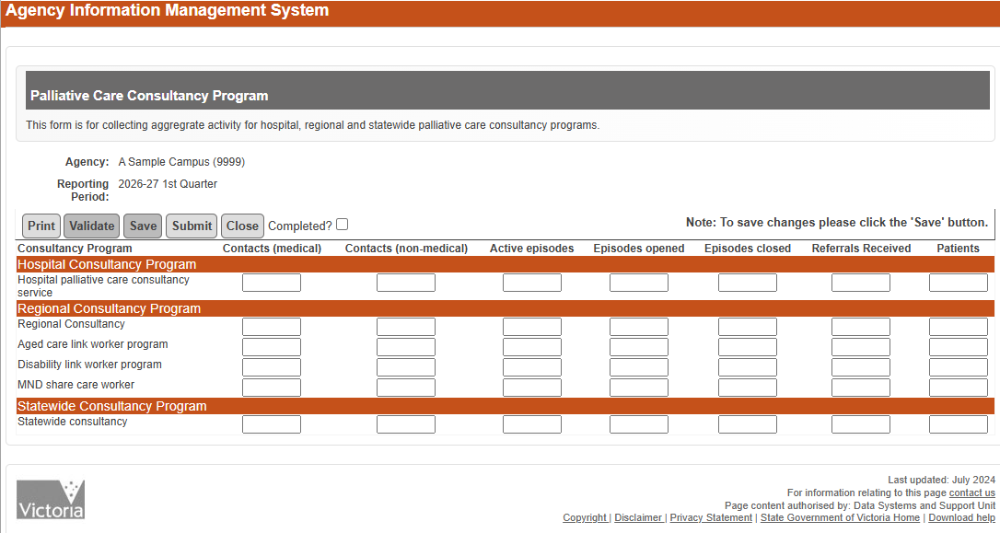 Agency Information Management System
Palliative Care Consultancy Program
This form is for collecting aggregrate activity for hospital, regional and statewide palliative care consultancy programs.
Agency: A Sample Campus (9999)
Reporting Period: 2026-27 1st Quarter
Print Validate Save Submit Close Completed? Note: To save changes please click the 'Save' button.
Consultancy Program Contacts (medical) Contacts (non-medical) Active episodes Episodes opened Episodes closed Referrals Received Patients
Hospital Consultancy Program
Hospital palliative care consultancy
service
Regional Consultancy Program
Regional Consultancy
Aged care link worker program
Disability link worker program
MND share care worker
Statewide Consultancy Program
Statewide consultancy
Victoria
Last updated: July 2024
For information relating to this page contact us
Page content authorised by: Data Systems and Support Unit
Copyright | Disclaimer | Privacy Statement | State Government of Victoria Home | Download help